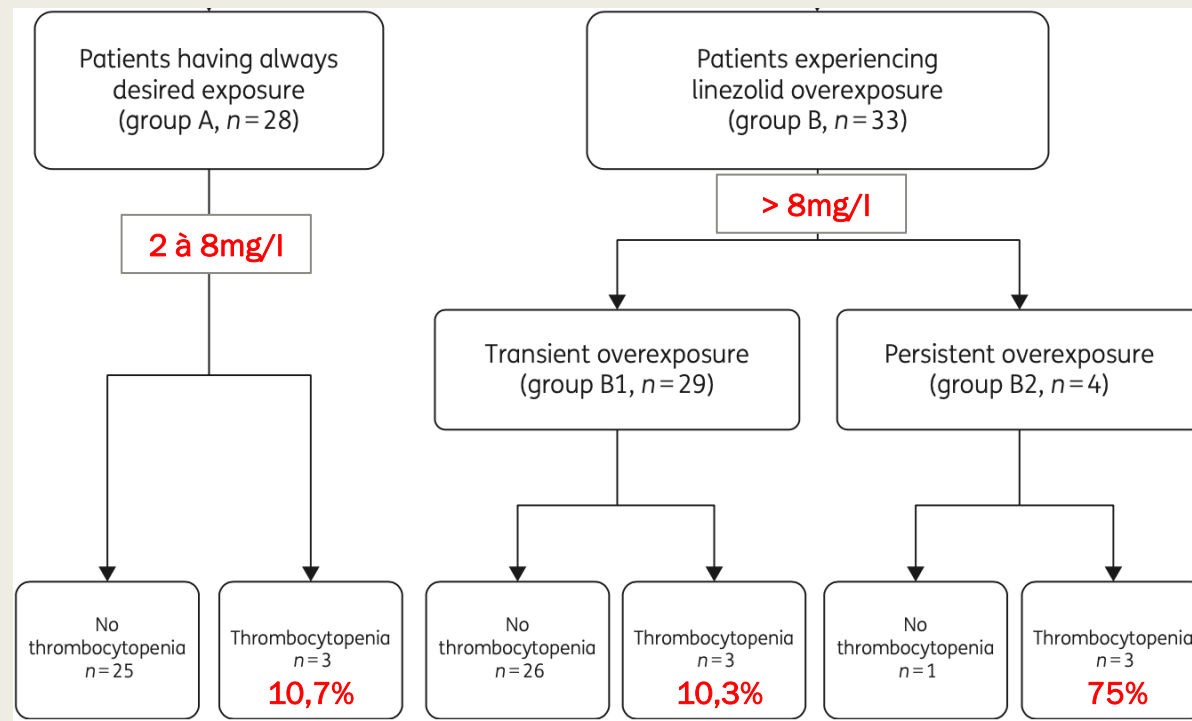 Patients having always
desired exposure
(group A, n=28)
Patients experiencing
linezolid overexposure
(group B, n=33)
2 à 8mg/l
> 8mg/l
Transient overexposure
(group B1, n=29)
Persistent overexposure
(group B2, n=4)
No
thrombocytopenia
n=25
Thrombocytopenia
n=3
10,7%
No
thrombocytopenia
n=26
Thrombocytopenia
n=3
10,3%
No
thrombocytopenia
n=1
Thrombocytopenia
n=3
75%